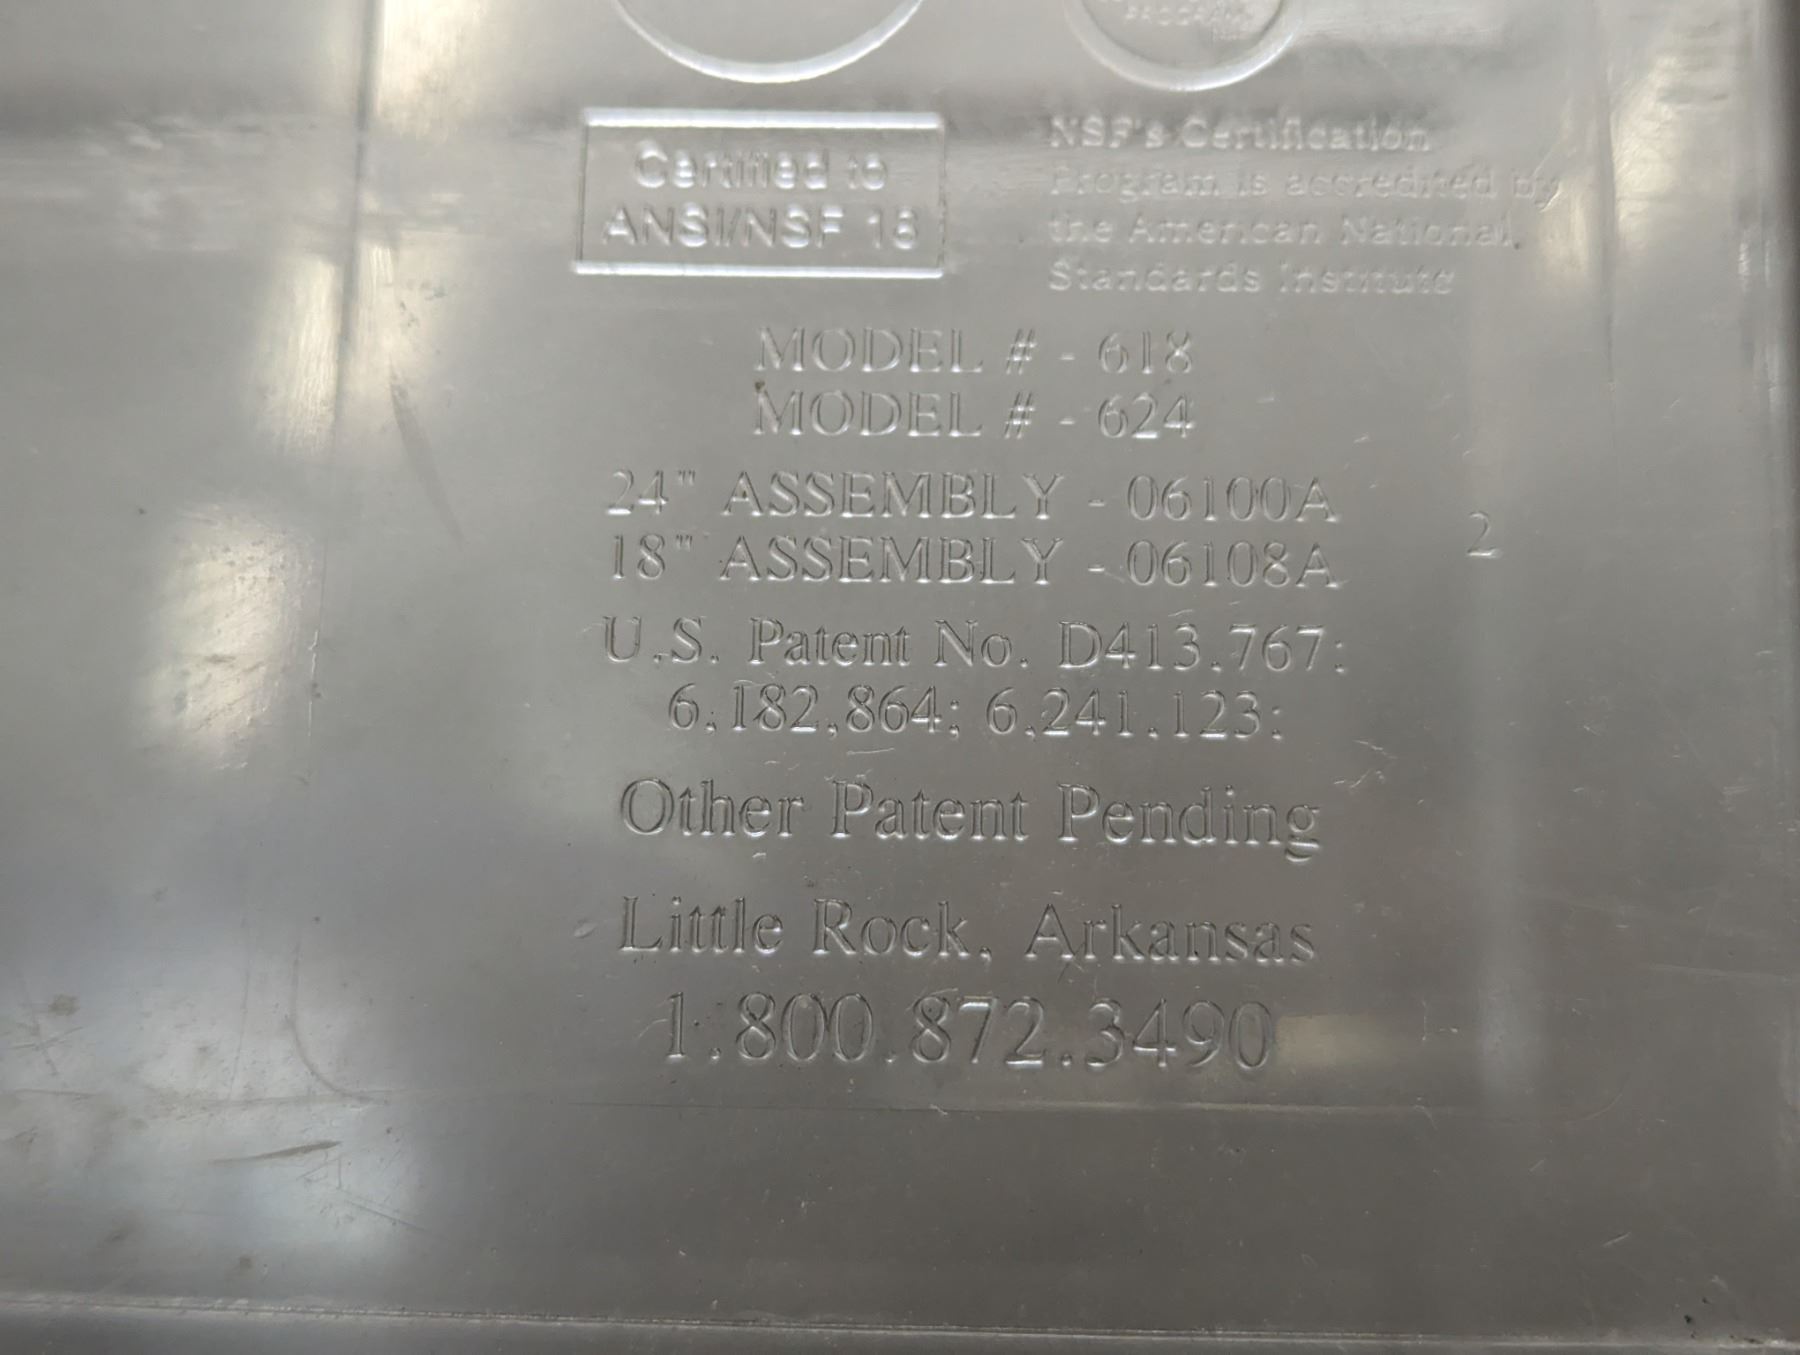 PROGRAM
Certified to
ANSI/NSF 18
NSF's Certification
Program is accredited by
the American National
Standards Institute
MODEL # - 618
MODEL # - 624
24" ASSEMBLY - 06100A
18" ASSEMBLY - 06108A
2
U.S. Patent No. D413,767;
6,182,864; 6,241,123;
Other Patent Pending
Little Rock, Arkansas
1.800.872.3490